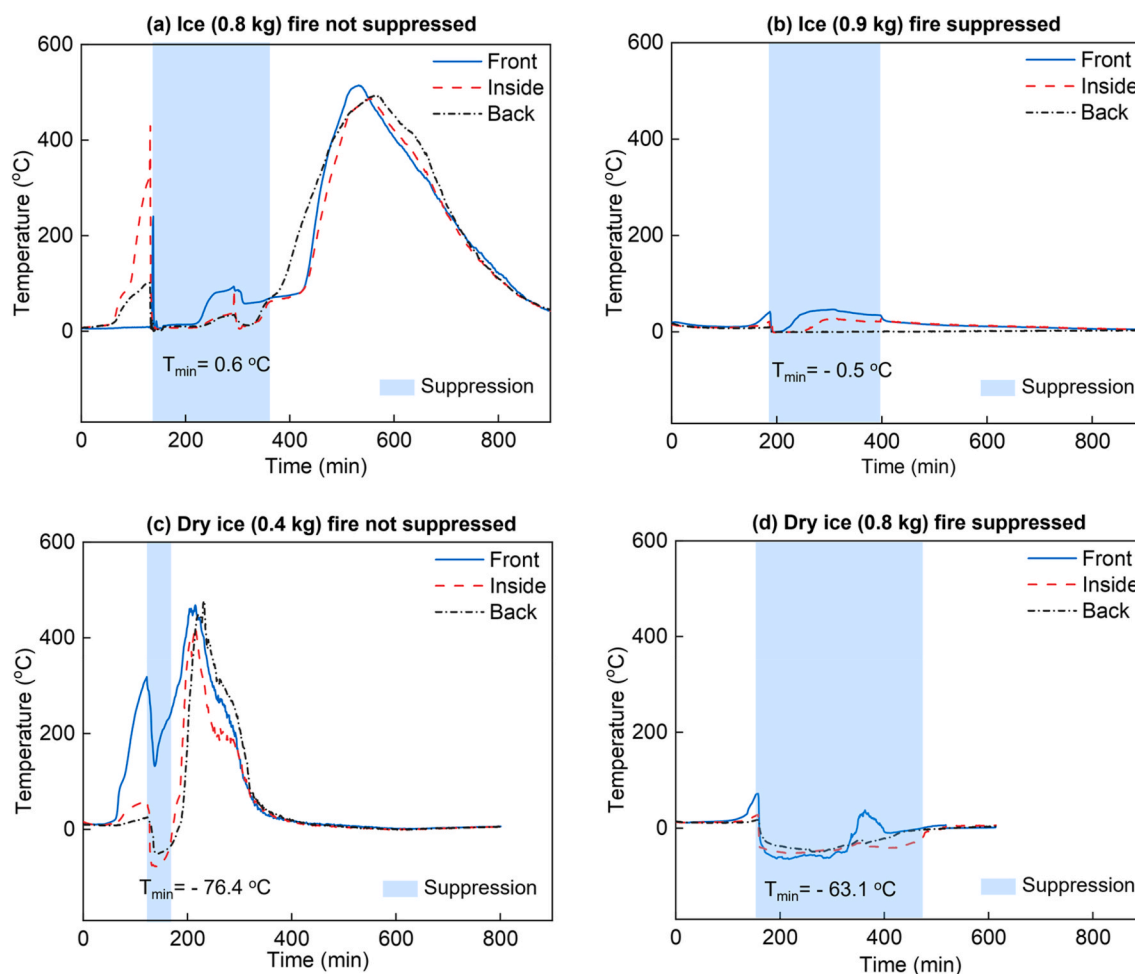 (a) Ice (0.8 kg) fire not suppressed
600
400
200
0
Temperature (°C)
Front
Inside
Back
Tmin= 0.6 °C
Suppression
0 200 400 600 800
Time (min)
(b) Ice (0.9 kg) fire suppressed
600
400
200
0
Temperature (°C)
Front
Inside
Back
Tmin= - 0.5 °C
Suppression
0 200 400 600 800
Time (min)
(c) Dry ice (0.4 kg) fire not suppressed
600
400
200
0
Temperature (°C)
Front
Inside
Back
Tmin= - 76.4 °C
Suppression
0 200 400 600 800
Time (min)
(d) Dry ice (0.8 kg) fire suppressed
600
400
200
0
Temperature (°C)
Front
Inside
Back
Tmin= - 63.1 °C
Suppression
0 200 400 600 800
Time (min)